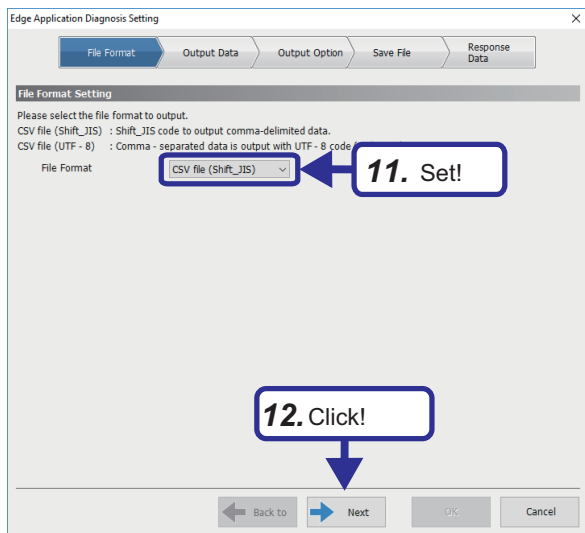 Edge Application Diagnosis Setting
File Format
Output Data
Output Option
Save File
Response
Data
File Format Setting
Please select the file format to output.
CSV file (Shift_JIS) : Shift_JIS code to output comma-delimited data.
CSV file (UTF - 8) : Comma - separated data is output with UTF - 8 code
File Format
CSV file (Shift_JIS)
11. Set!
12. Click!
Back to
Next
OK
Cancel